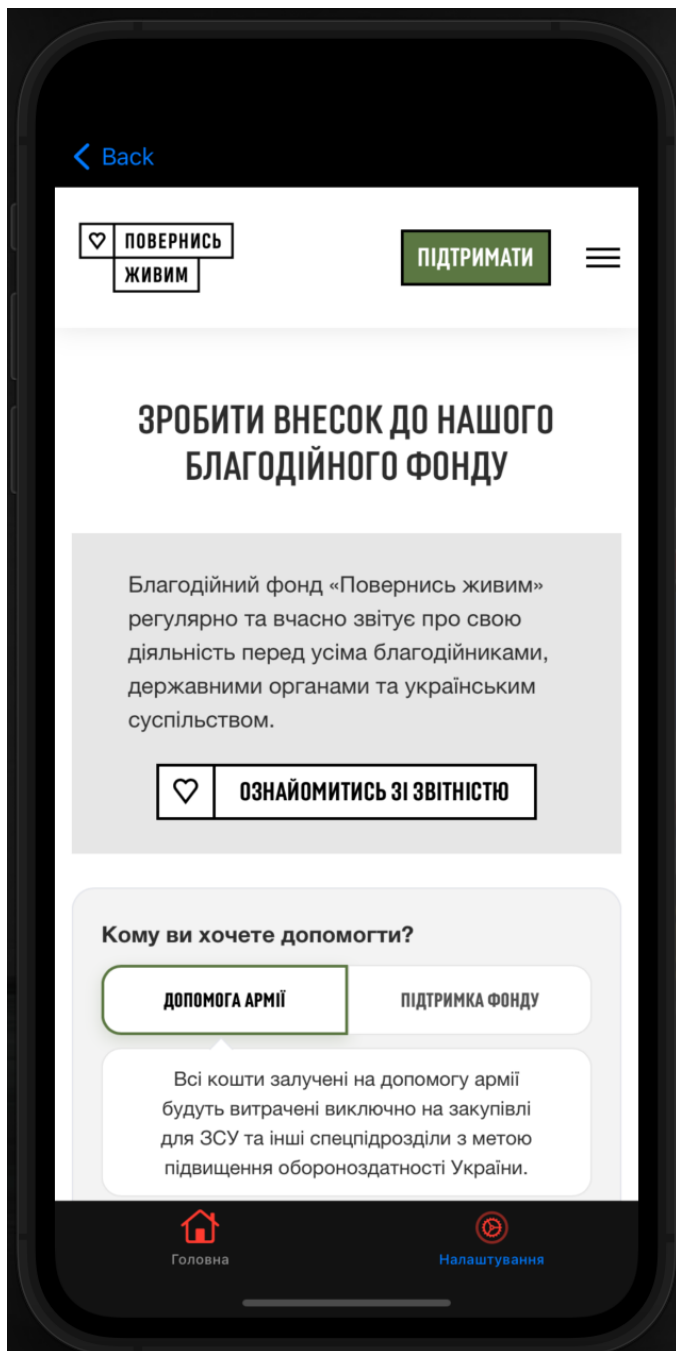 Back
ПОВЕРНИСЬ
ЖИВИМ
ПІДТРИМАТИ
ЗРОБИТИ ВНЕСОК ДО НАШОГО
БЛАГОДІЙНОГО ФОНДУ
Благодійний фонд «Повернись живим»
регулярно та вчасно звітує про свою
діяльність перед усіма благодійниками,
державними органами та українським
суспільством.
ОЗНАЙОМИТИСЬ ЗІ ЗВІТНІСТЮ
Кому ви хочете допомогти?
ДОПОМОГА АРМІЇ
ПІДТРИМКА ФОНДУ
Всі кошти залучені на допомогу армії
будуть витрачені виключно на закупівлі
для ЗСУ та інші спецпідрозділи з метою
підвищення обороноздатності України.
Головна
Налаштування